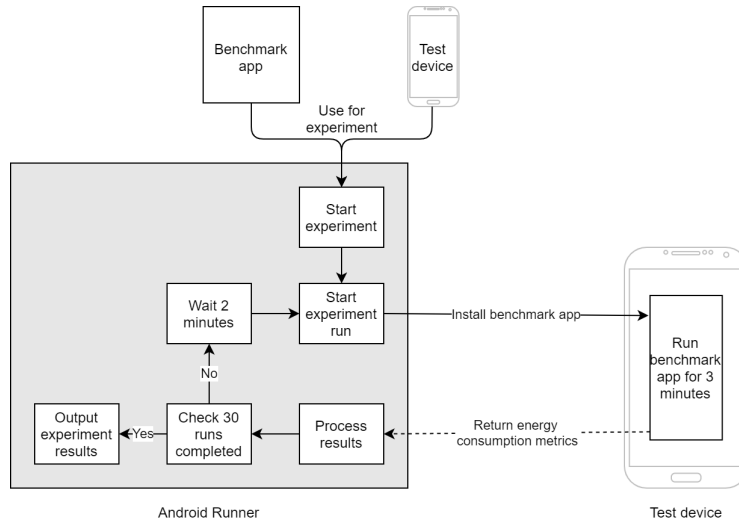 Benchmark
app
Test
device
Use for
experiment
Start
experiment
Wait 2
minutes
Start
experiment
run
Install benchmark app
Run
benchmark
app for 3
minutes
No
Output
experiment
results
Yes
Check 30
runs
completed
Process
results
Return energy
consumption metrics
Android Runner
Test device